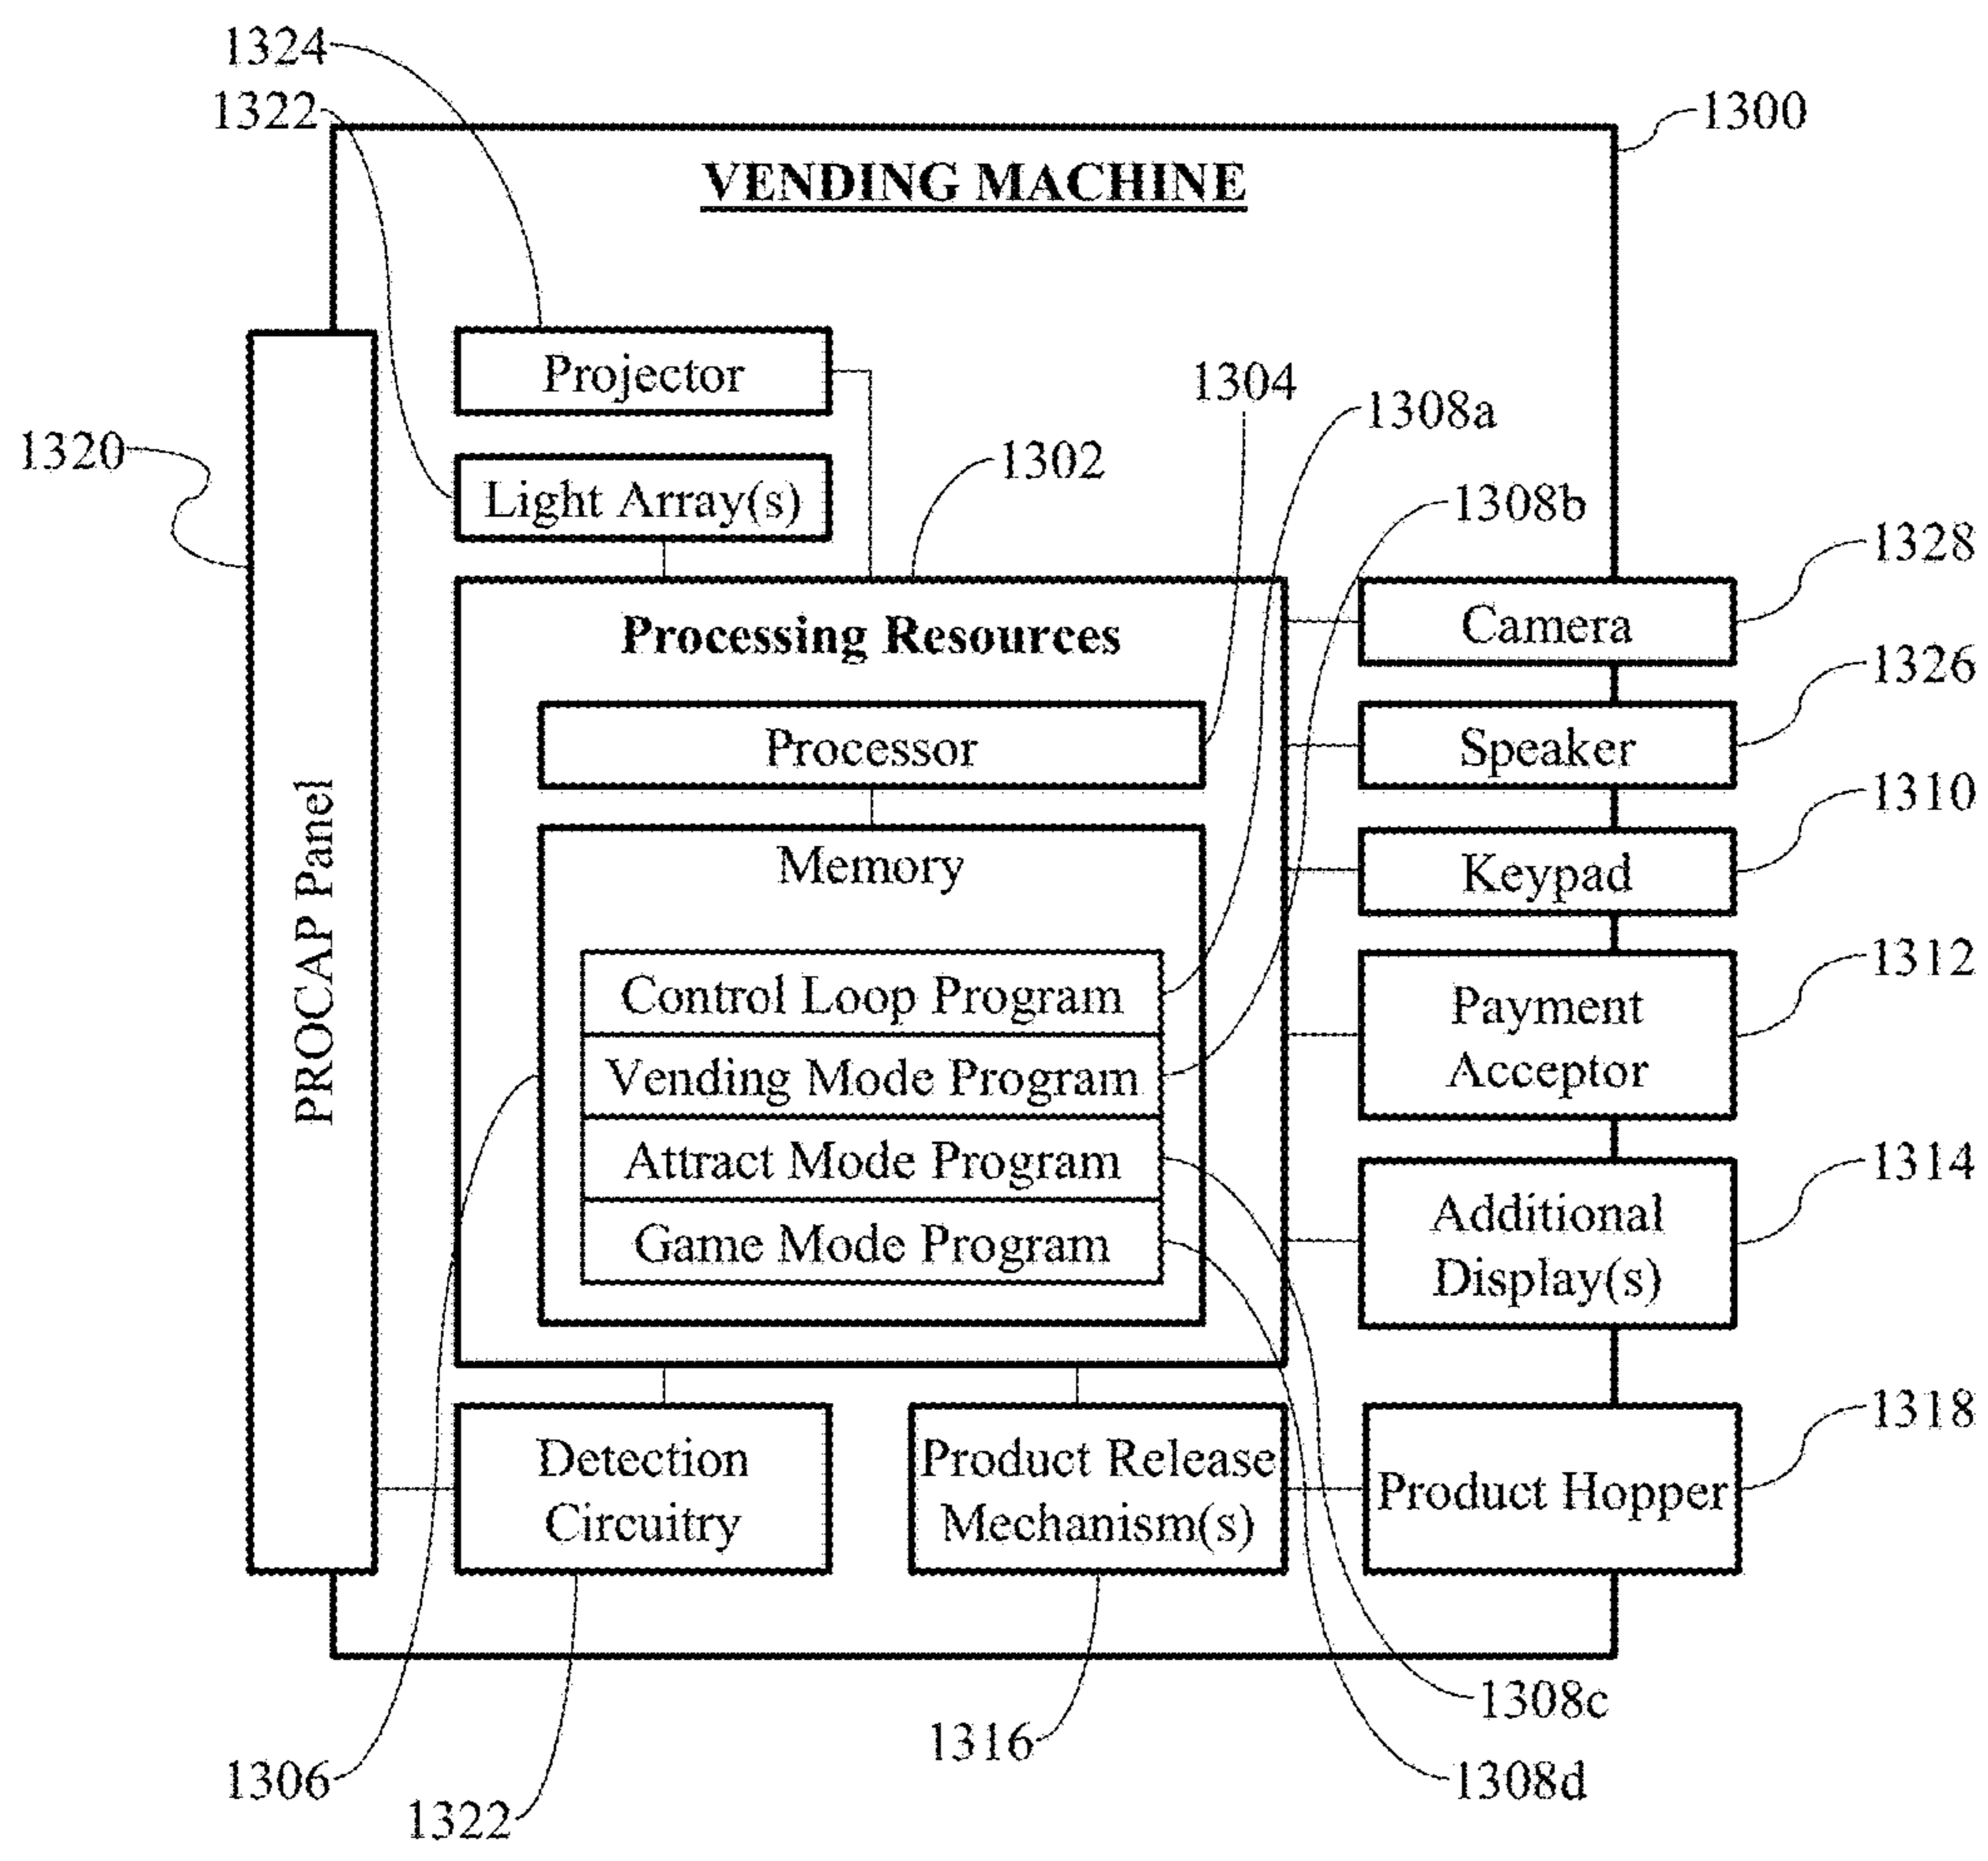 1324
1322
1300
VENDING MACHINE
Projector
1304
1308a
1320
Light Array(s)
1302
1308b
1328
Camera
Processing Resources
1326
Processor
Speaker
1310
Memory
Keypad
PROCAP Panel
1312
Control Loop Program
Payment
Acceptor
Vending Mode Program
1314
Attract Mode Program
Additional
Display(s)
Game Mode Program
1318
Detection
Circuitry
Product Release
Mechanism(s)
Product Hopper
1308c
1316
1306
1308d
1322